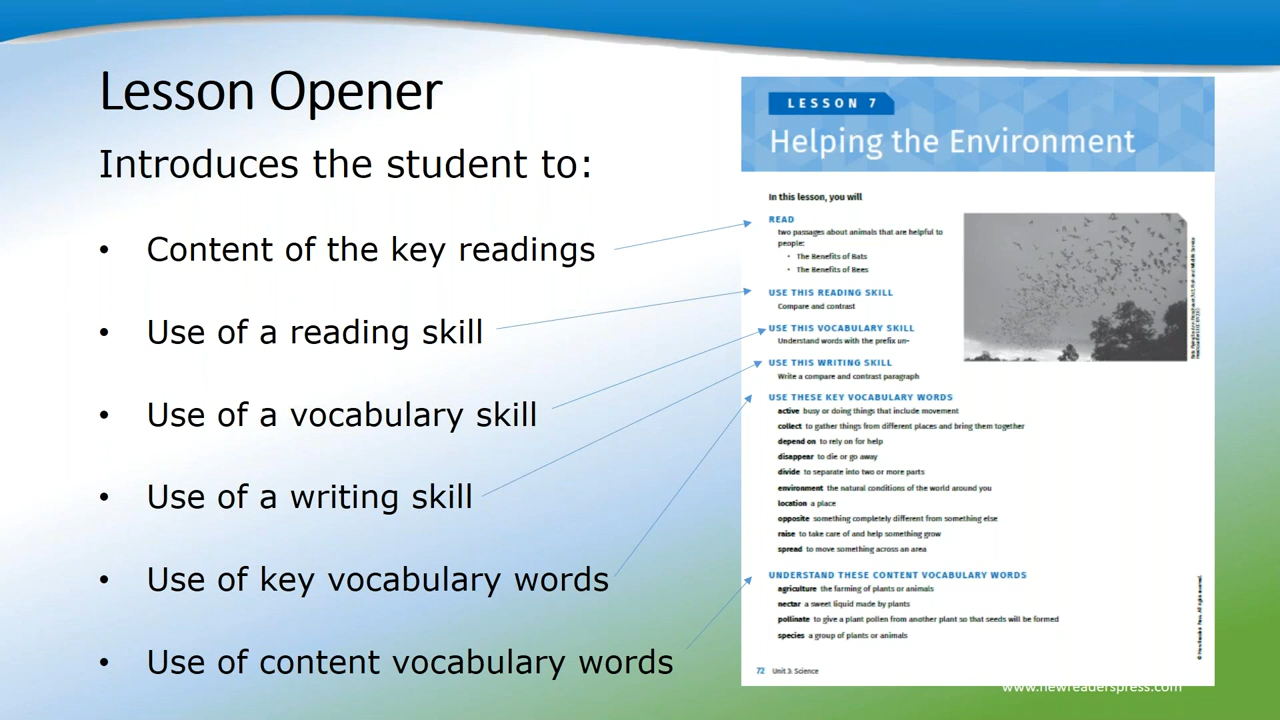 Lesson Opener
Introduces the student to:
• Content of the key readings
• Use of a reading skill
• Use of a vocabulary skill
• Use of a writing skill
• Use of key vocabulary words
• Use of content vocabulary words
LESSON 7
Helping the Environment
In this lesson, you will
READ
two passages about animals that are helpful to
people:
• The Benefits of Bats
• The Benefits of Bees
USE THIS READING SKILL
Compare and contrast
USE THIS VOCABULARY SKILL
Understand words with the prefix un-
USE THIS WRITING SKILL
Write a compare and contrast paragraph
USE THESE KEY VOCABULARY WORDS
active busy or doing things that include movement
collect to gather things from different places and bring them together
depend on to rely on for help
disappear to die or go away
divide to separate into two or more parts
environment the natural conditions of the world around you
location a place
opposite something completely different from something else
raise to take care of and help something grow
spread to move something across an area
UNDERSTAND THESE CONTENT VOCABULARY WORDS
agriculture the farming of plants or animals
nectar a sweet liquid made by plants
pollinate to give a plant pollen from another plant so that seeds will be formed
species a group of plants or animals
72 Unit 3: Science
© New Readers Press. All rights reserved.
www.newreaderspress.com